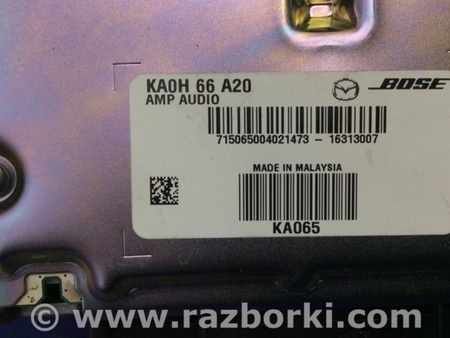 KA0H 66 A20
BOSE
AMP AUDIO
715065004021473 - 16313007
MADE IN MALAYSIA
KA065
© www.razborki.com